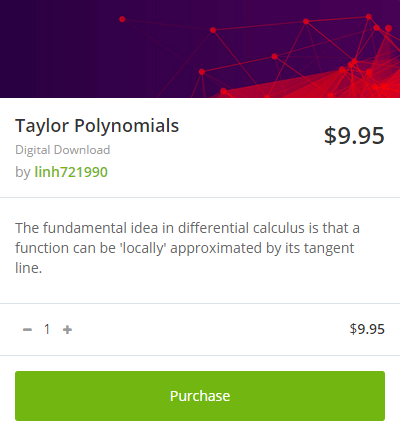 Taylor Polynomials
$9.95
Digital Download
by linh721990
The fundamental idea in differential calculus is that a
function can be 'locally' approximated by its tangent
line.
− 1 + $9.95
Purchase